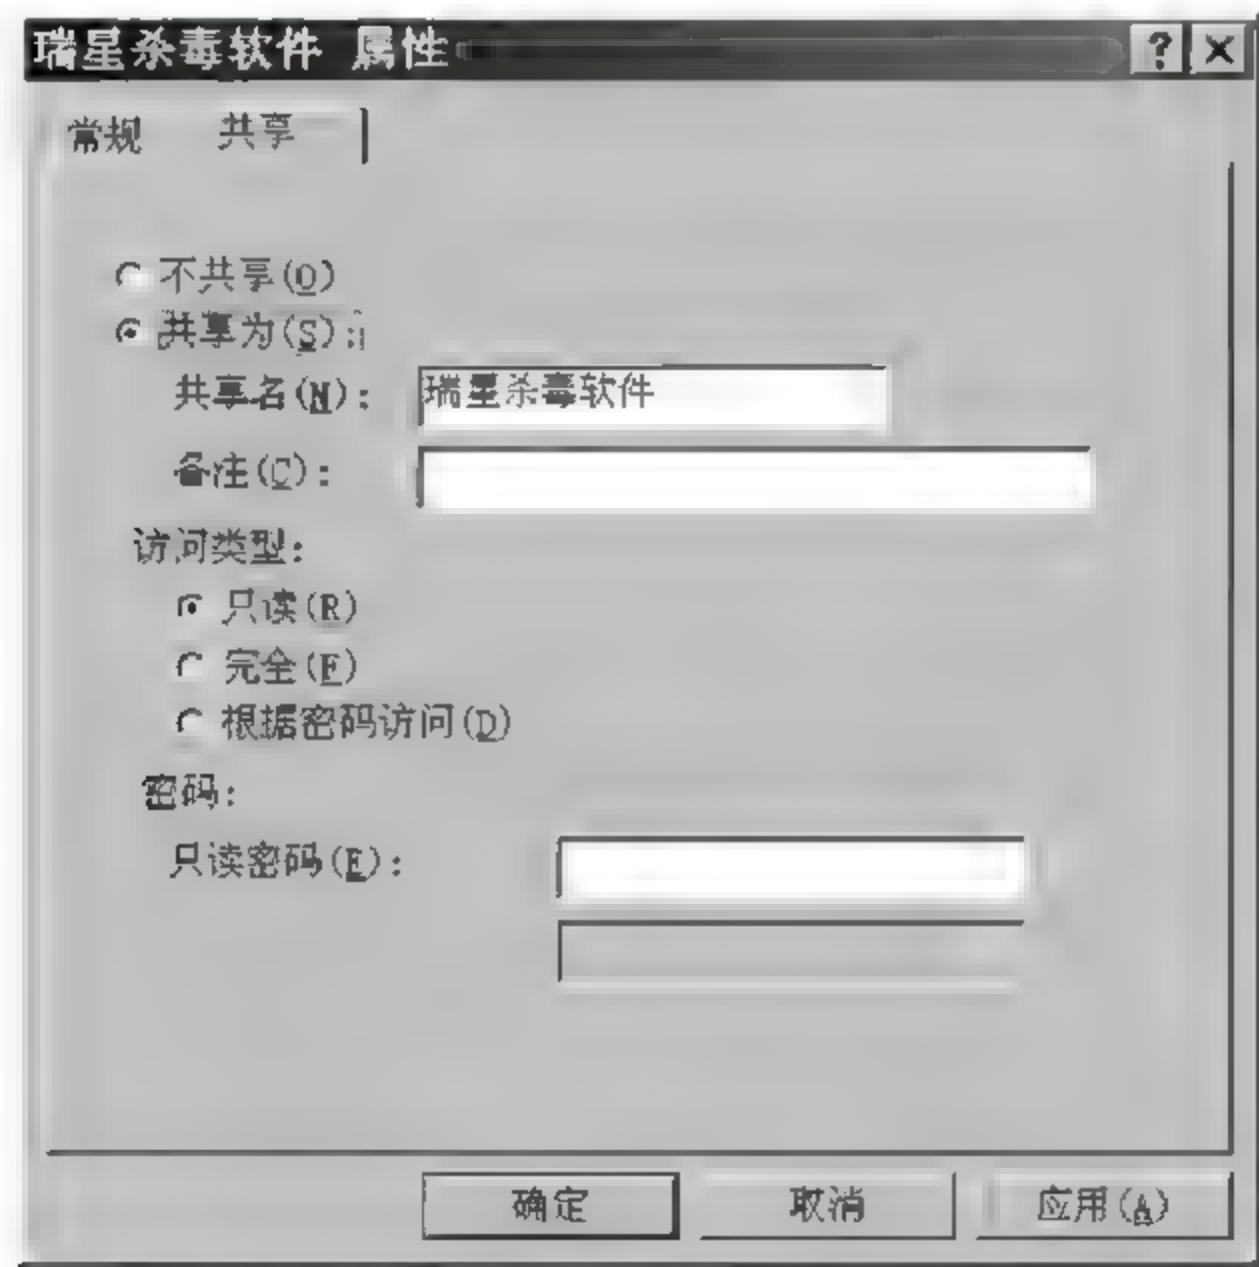 瑞星杀毒软件 属性
常规 共享
不共享(O)
共享为(S):
共享名(N): 瑞星杀毒软件
备注(C):
访问类型:
只读(R)
完全(F)
根据密码访问(D)
密码:
只读密码(E):
确定 取消 应用(A)